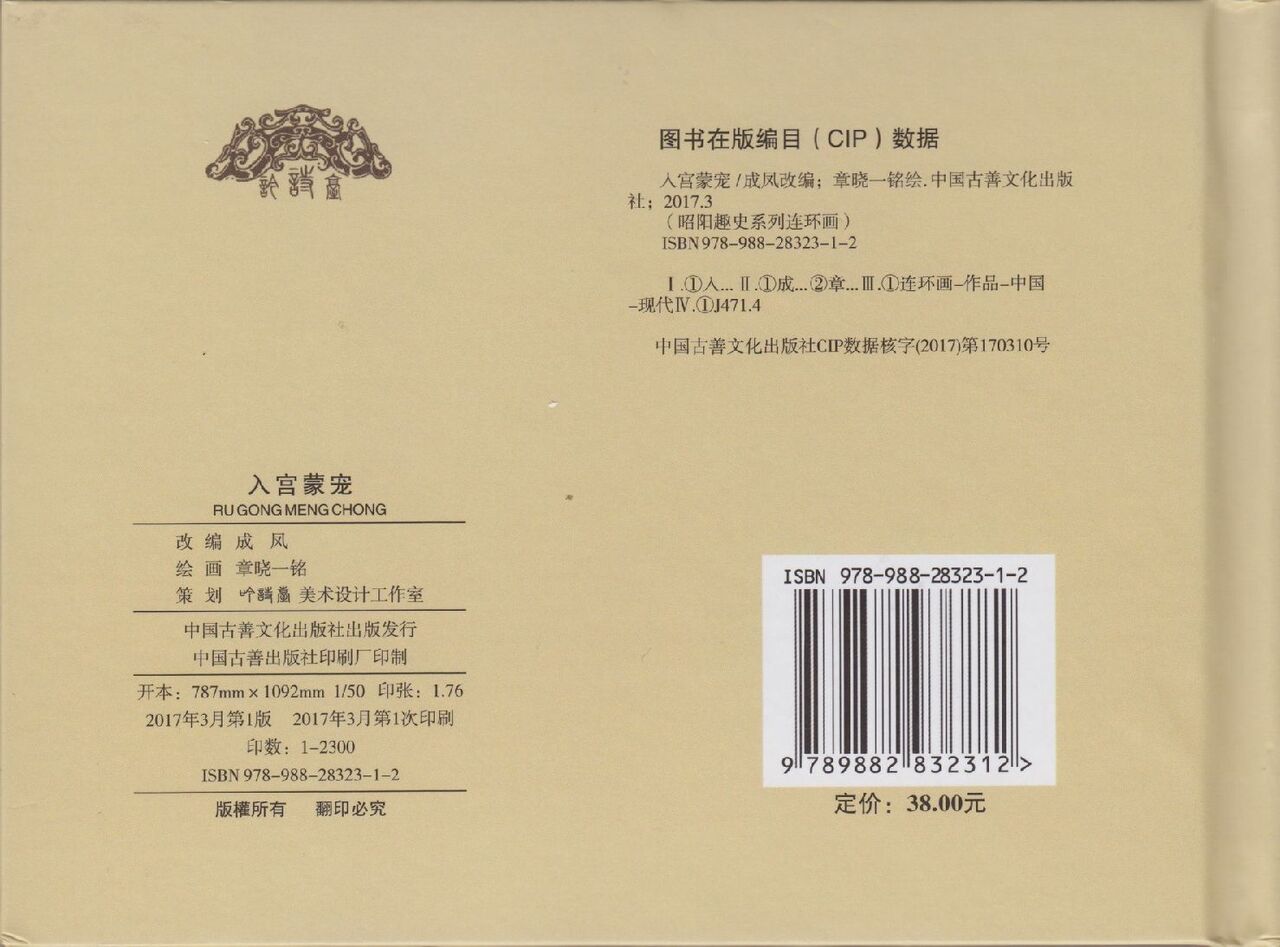 詩臺
图书在版编目（CIP）数据
入宫蒙宠/成凤改编；章晓一铭绘.中国古善文化出版
社；2017.3
（昭阳趣史系列连环画）
ISBN 978-988-28323-1-2
Ⅰ.①入… Ⅱ.①成…②章…Ⅲ.①连环画-作品-中国
-现代Ⅳ.①J471.4
中国古善文化出版社CIP数据核字(2017)第170310号
入宫蒙宠
RU GONG MENG CHONG
改 编 成 凤
绘 画 章晓一铭
策 划 吟詩臺 美术设计工作室
中国古善文化出版社出版发行
中国古善出版社印刷厂印制
开本：787mm×1092mm 1/50 印张：1.76
2017年3月第1版 2017年3月第1次印刷
印数：1-2300
ISBN 978-988-28323-1-2
版權所有 翻印必究
ISBN 978-988-28323-1-2
9 789882 832312 >
定价：38.00元